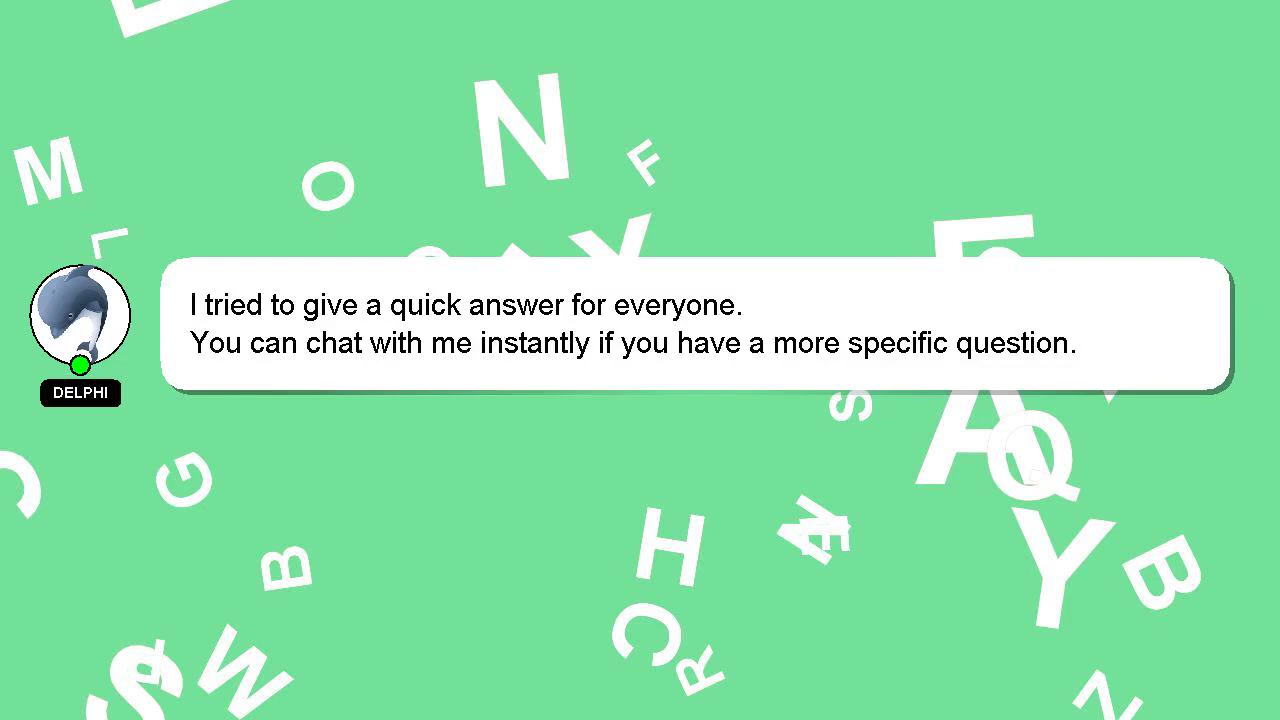 I tried to give a quick answer for everyone.
You can chat with me instantly if you have a more specific question.
DELPHI
N
F
M
O
L
S
A
Q
G
Y
H
B
B
C
R
W
S
Z